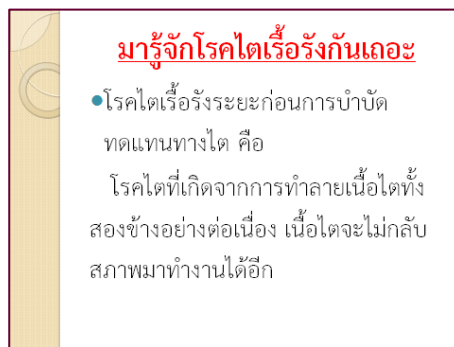 มารู้จักโรคไตเรื้อรังกันเถอะ
•โรคไตเรื้อรังระยะก่อนการบำบัด
ทดแทนทางไต คือ
โรคไตที่เกิดจากการทำลายเนื้อไตทั้ง
สองข้างอย่างต่อเนื่อง เนื้อไตจะไม่กลับ
สภาพมาทำงานได้อีก